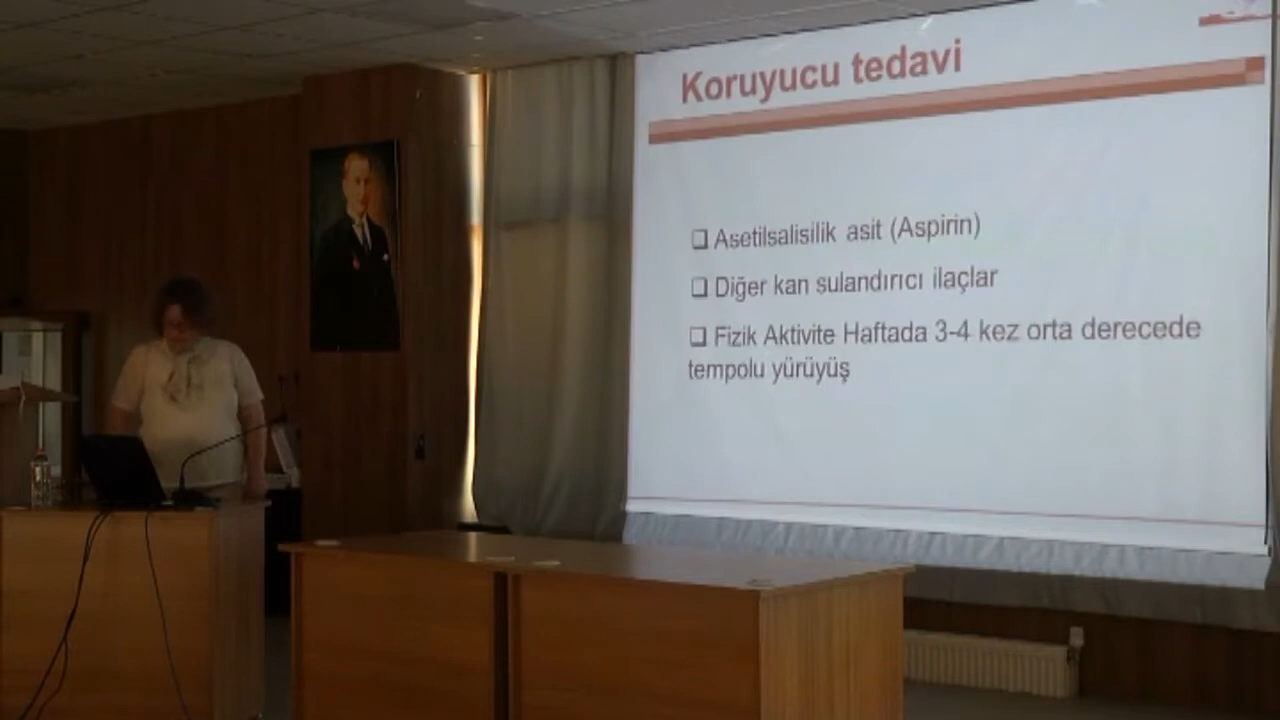 Koruyucu tedavi
❑ Asetilsalisilik asit (Aspirin)
❑ Diğer kan sulandırıcı ilaçlar
❑ Fizik Aktivite Haftada 3-4 kez orta derecede
tempolu yürüyüş